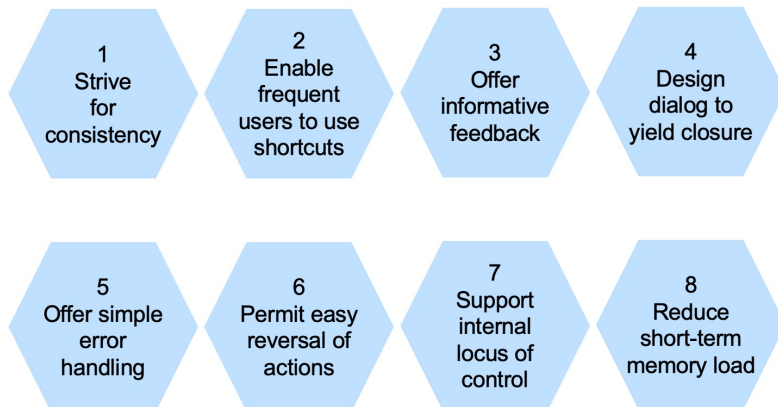 1
Strive
for
consistency
2
Enable
frequent
users to use
shortcuts
3
Offer
informative
feedback
4
Design
dialog to
yield closure
5
Offer simple
error
handling
6
Permit easy
reversal of
actions
7
Support
internal
locus of
control
8
Reduce
short-term
memory load